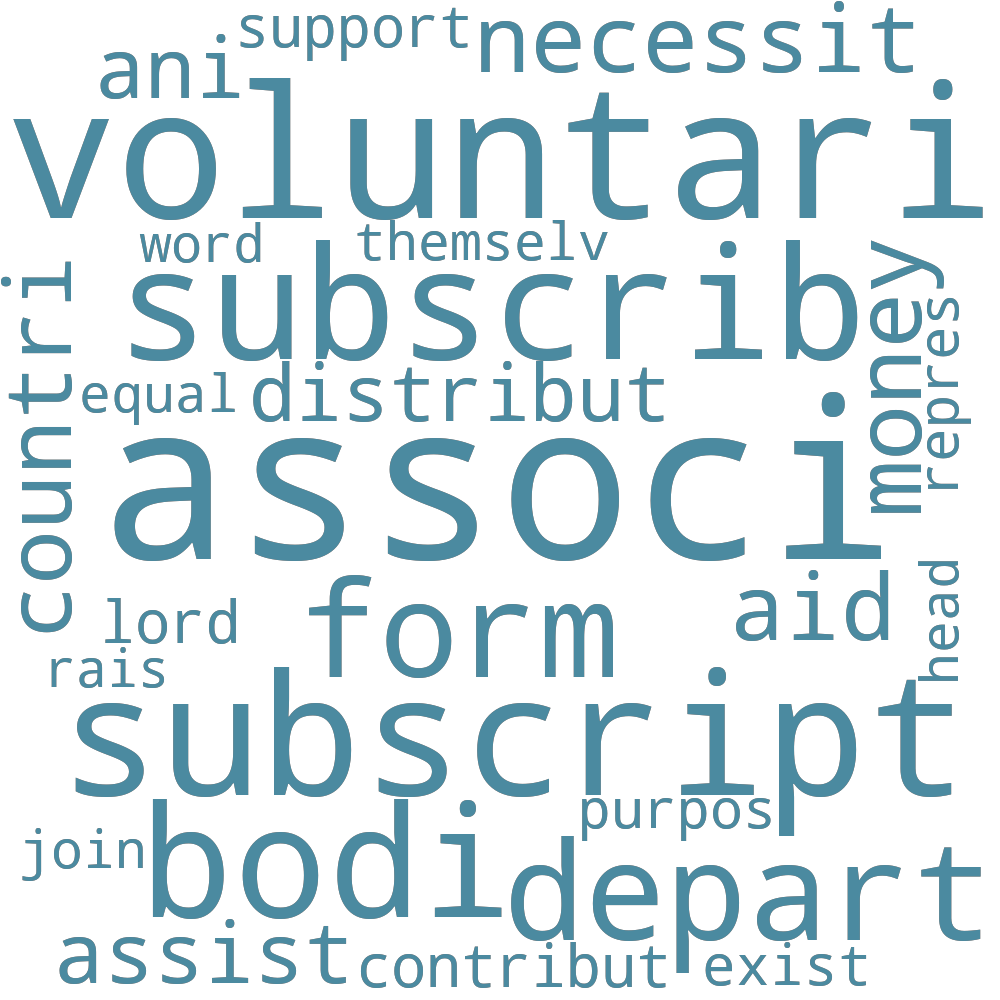 support
necessit
ani
voluntari
word
themselv
subscrib
money
countri
repres
equal
distribut
associ
form
aid
lord
head
rais
subscript
purpos
join
bodi
depart
assist
contribut
exist